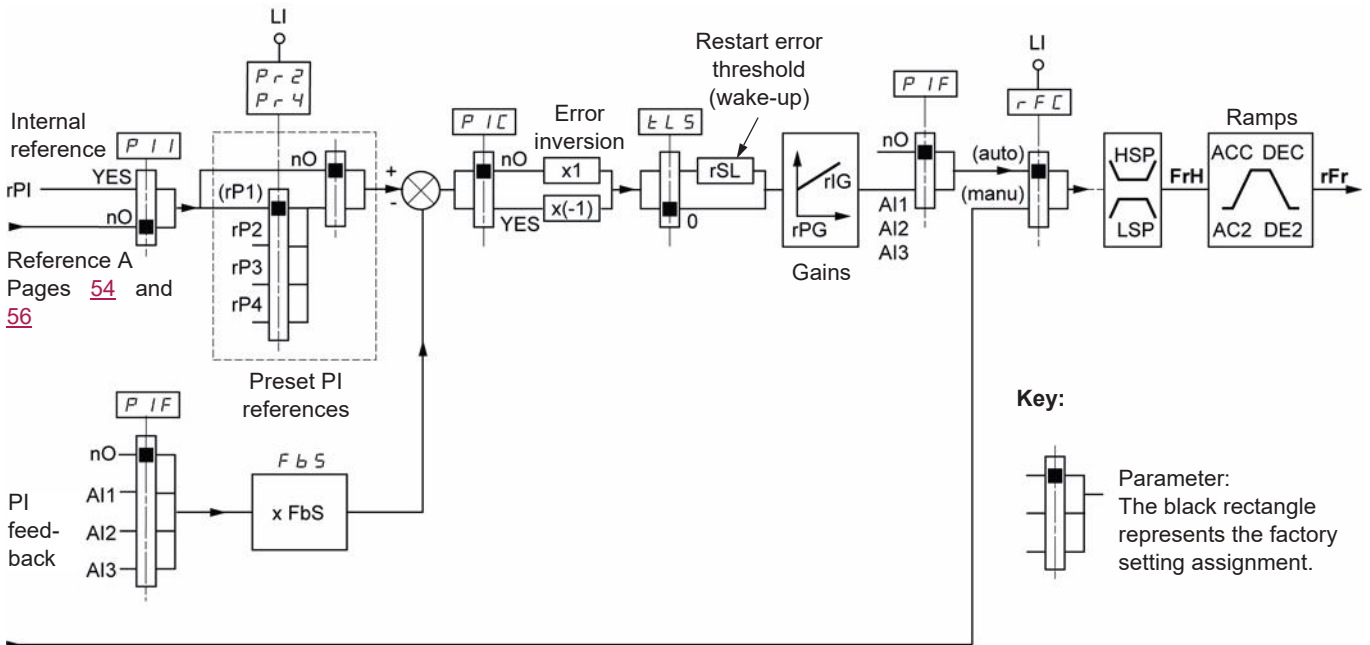 LI
Pr2
Pr4
Internal
reference
PII
rPI
YES
nO
Reference A
Pages 54 and
56
nO
(rP1)
rP2
rP3
rP4
Preset PI
references
+
-
PIC
Error
inversion
nO
x1
YES
x(-1)
tLS
Restart error
threshold
(wake-up)
rSL
0
rIG
rPG
Gains
PIF
nO
AI1
AI2
AI3
LI
rFC
(auto)
(manu)
HSP
LSP
FrH
Ramps
ACC DEC
AC2 DE2
rFr
PIF
PI
feed-
back
nO
AI1
AI2
AI3
FbS
x FbS
Key:
Parameter:
The black rectangle
represents the factory
setting assignment.